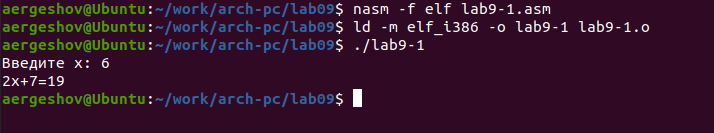 aergeshov@Ubuntu:~/work/arch-pc/lab09$ nasm -f elf lab9-1.asm
aergeshov@Ubuntu:~/work/arch-pc/lab09$ ld -m elf_i386 -o lab9-1 lab9-1.o
aergeshov@Ubuntu:~/work/arch-pc/lab09$ ./lab9-1
Введите x: 6
2x+7=19
aergeshov@Ubuntu:~/work/arch-pc/lab09$